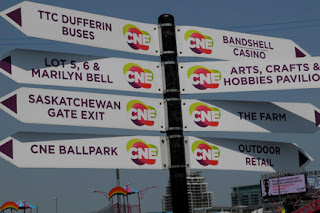 TTC DUFFERIN
BUSES
CNE
CNE
BANDSHELL
CASINO
LOT 5, 6 &
MARILYN BELL
CNE
CNE
ARTS, CRAFTS &
HOBBIES PAVILIO
SASKATCHEWAN
GATE EXIT
CNE
CNE
THE FARM
CNE BALLPARK
CNE
CNE
OUTDOOR
RETAIL